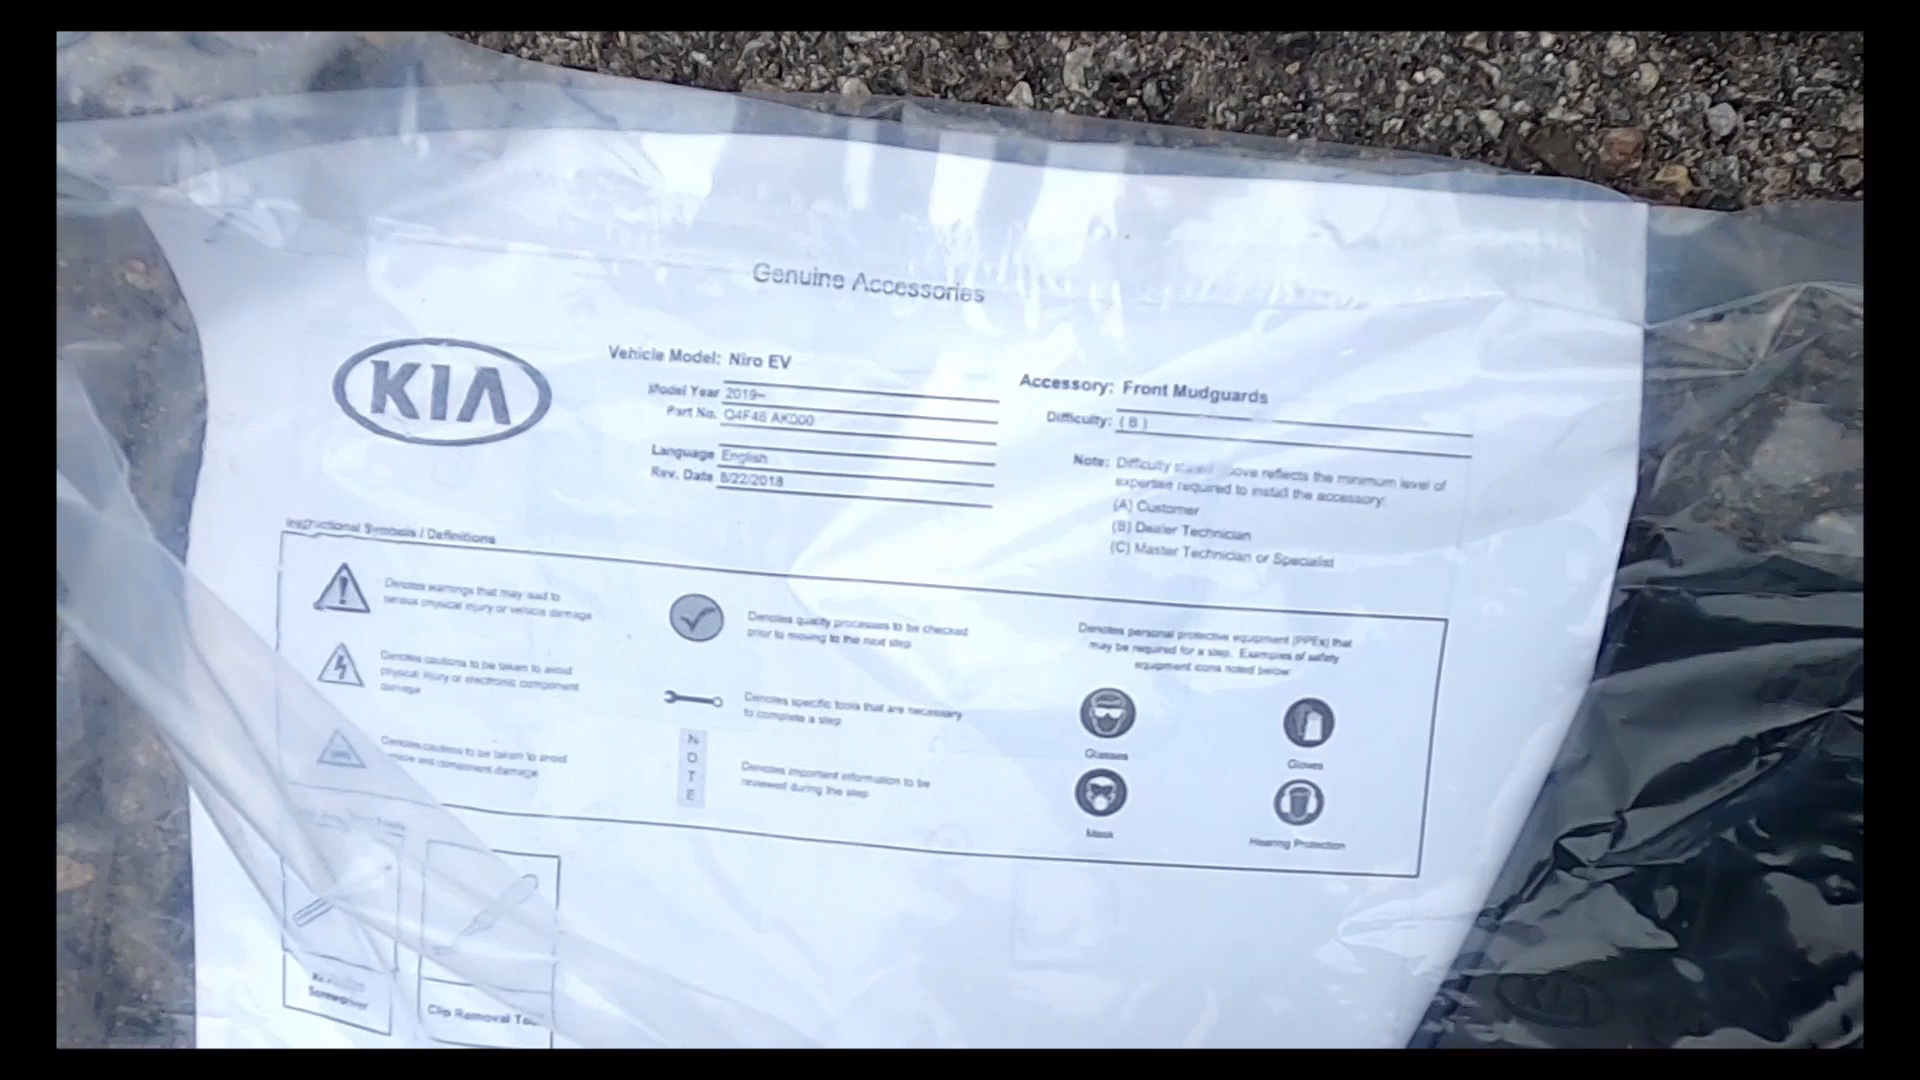 Genuine Accessories
KIA
Vehicle Model: Niro EV
Model Year 2019~
Part No. Q4F46 AK000
Language English
Rev. Date 8/22/2018
Accessory: Front Mudguards
Difficulty: ( B )
Note: Difficulty ove reflects the minimum level of
expertise required to install the accessory:
(A) Customer
(B) Dealer Technician
(C) Master Technician or Specialist
Instructional Symbols / Definitions
Denotes warnings that may lead to
serious physical injury or vehicle damage
Denotes cautions to be taken to avoid
physical injury or electronic component
damage
Denotes cautions to be taken to avoid
vehicle and component damage
Denotes quality processes to be checked
prior to moving to the next step
Denotes specific tools that are necessary
to complete a step
NOTE
Denotes important information to be
reviewed during the step
Denotes personal protective equipment (PPEs) that
may be required for a step. Examples of safety
equipment icons noted below
Glasses
Gloves
Mask
Hearing Protection
Screwdriver
Clip Removal To
KIA